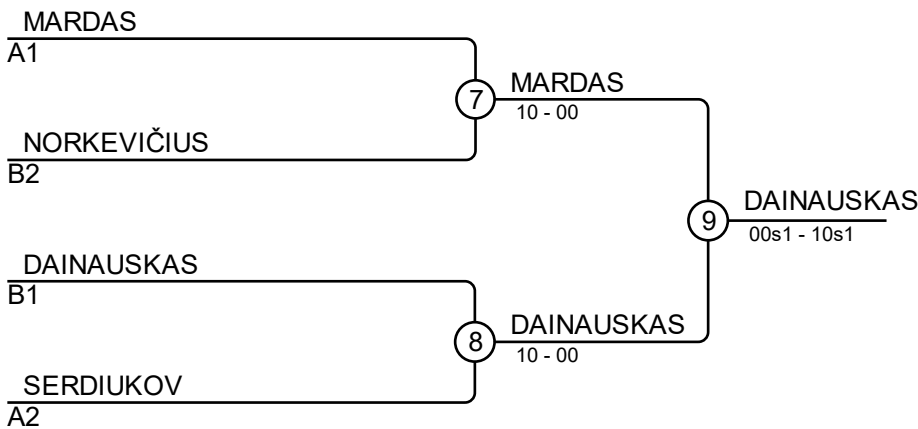 MARDAS
A1
7
MARDAS
10 - 00
NORKEVIČIUS
B2
9
DAINAUSKAS
00s1 - 10s1
DAINAUSKAS
B1
8
DAINAUSKAS
10 - 00
SERDIUKOV
A2